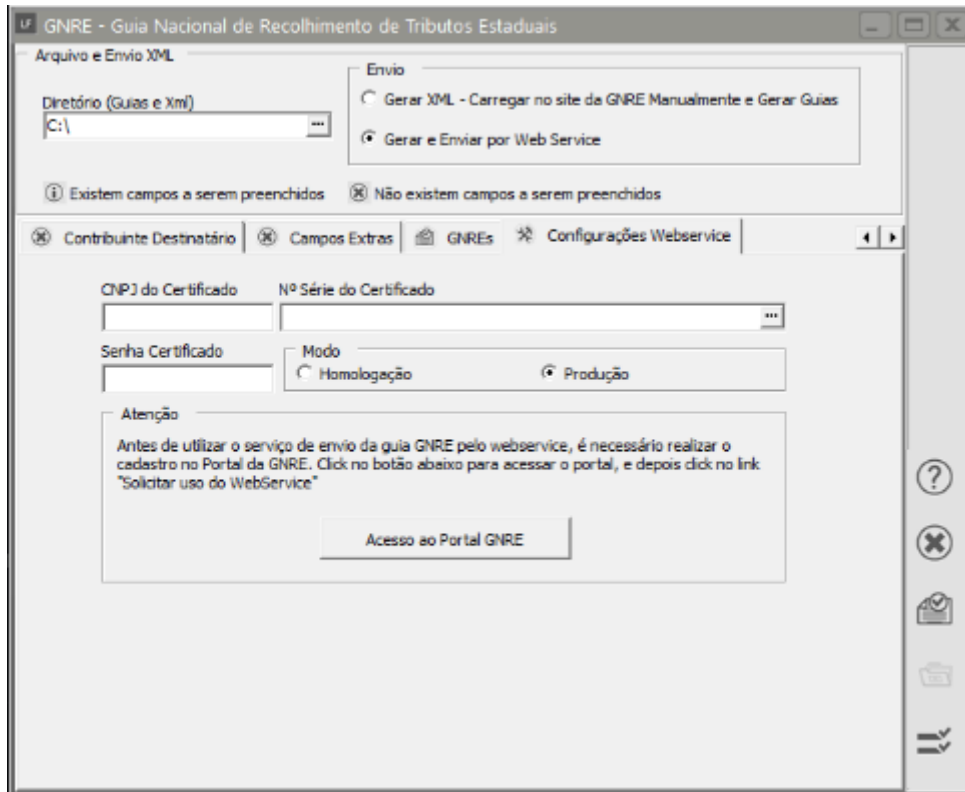 LF GNRE - Guia Nacional de Recolhimento de Tributos Estaduais
Arquivo e Envio XML
Diretório (Guias e Xml)
C:\
Envio
Gerar XML - Carregar no site da GNRE Manualmente e Gerar Guias
Gerar e Enviar por Web Service
Existem campos a serem preenchidos
Não existem campos a serem preenchidos
Contribuinte Destinatário
Campos Extras
GNREs
Configurações Webservice
CNPJ do Certificado
Nº Série do Certificado
Senha Certificado
Modo
Homologação
Produção
Atenção
Antes de utilizar o serviço de envio da guia GNRE pelo webservice, é necessário realizar o
cadastro no Portal da GNRE. Click no botão abaixo para acessar o portal, e depois click no link
"Solicitar uso do WebService"
Acesso ao Portal GNRE